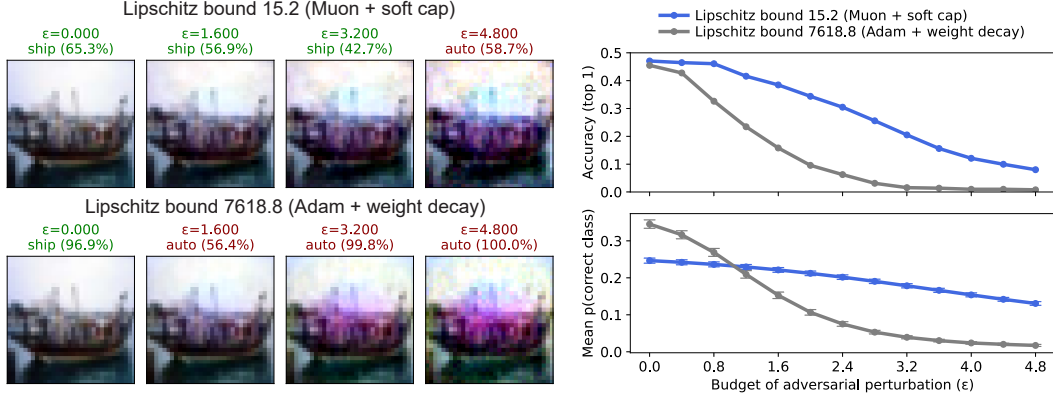 Lipschitz bound 15.2 (Muon + soft cap)
ε=0.000
ship (65.3%)
ε=1.600
ship (56.9%)
ε=3.200
ship (42.7%)
ε=4.800
auto (58.7%)
Lipschitz bound 7618.8 (Adam + weight decay)
ε=0.000
ship (96.9%)
ε=1.600
auto (56.4%)
ε=3.200
auto (99.8%)
ε=4.800
auto (100.0%)
Lipschitz bound 15.2 (Muon + soft cap)
Lipschitz bound 7618.8 (Adam + weight decay)
Accuracy (top 1)
0.5
0.4
0.3
0.2
0.1
0.0
Mean p(correct class)
0.3
0.2
0.1
0.0
0.0 0.8 1.6 2.4 3.2 4.0 4.8
Budget of adversarial perturbation (ε)